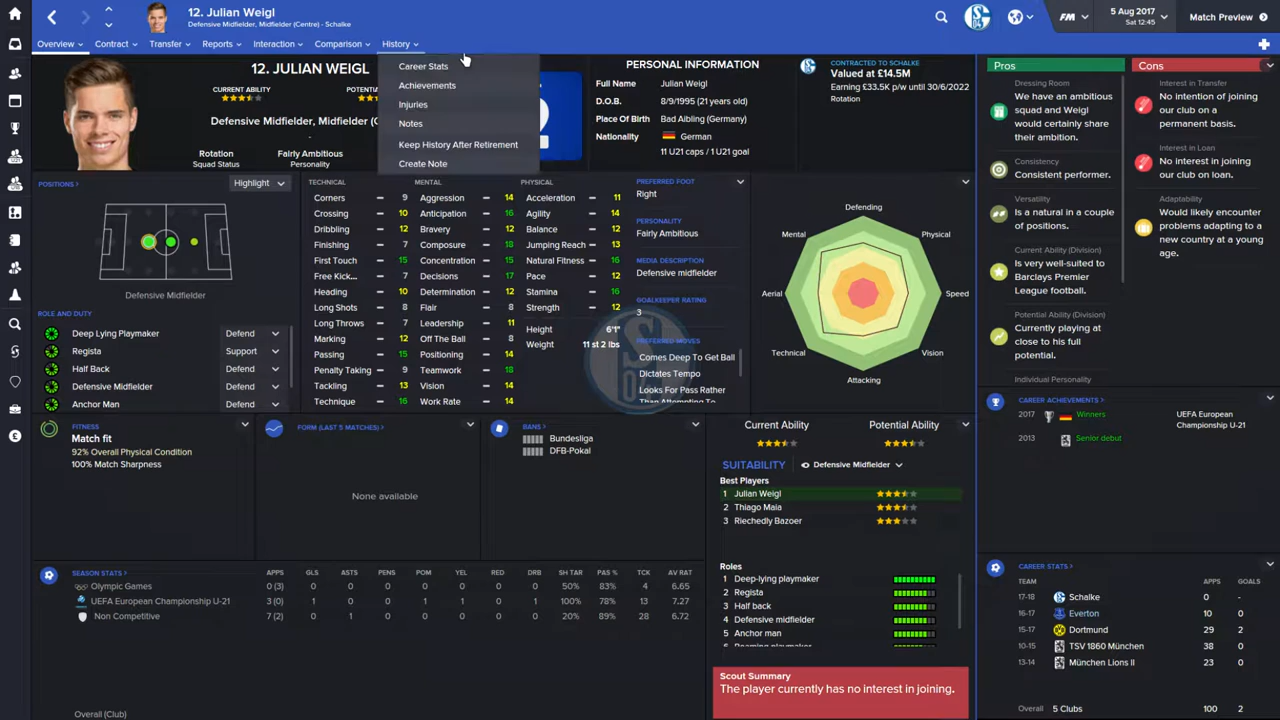 12. Julian Weigl
Defensive Midfielder, Midfielder (Centre) - Schalke
FM
5 Aug 2017
Sat 12:45
Match Preview
Overview
Contract
Transfer
Reports
Interaction
Comparison
History
Career Stats
Achievements
Injuries
Notes
Keep History After Retirement
Create Note
12. JULIAN WEIGL
CURRENT ABILITY
Defensive Midfielder, Midfielder (
-
Rotation
Squad Status
Fairly Ambitious
Personality
PERSONAL INFORMATION
Full Name Julian Weigl
D.O.B. 8/9/1995 (21 years old)
Place Of Birth Bad Aibling (Germany)
Nationality German
11 U21 caps / 1 U21 goal
CONTRACTED TO SCHALKE
Valued at £14.5M
Earning £33.5K p/w until 30/6/2022
Rotation
POSITIONS
Highlight
Defensive Midfielder
ROLE AND DUTY
Deep Lying Playmaker Defend
Regista Support
Half Back Defend
Defensive Midfielder Defend
Anchor Man Defend
TECHNICAL
Corners 9
Crossing 10
Dribbling 12
Finishing 7
First Touch 15
Free Kick... 7
Heading 10
Long Shots 8
Long Throws 7
Marking 12
Passing 15
Penalty Taking 9
Tackling 13
Technique 16
MENTAL
Aggression 14
Anticipation 16
Bravery 12
Composure 18
Concentration 15
Decisions 17
Determination 12
Flair 8
Leadership 11
Off The Ball 8
Positioning 14
Teamwork 18
Vision 14
Work Rate 14
PHYSICAL
Acceleration 11
Agility 14
Balance 12
Jumping Reach 13
Natural Fitness 16
Pace 12
Stamina 16
Strength 12
Height 6'1"
Weight 11 st 2 lbs
PREFERRED FOOT
Right
PERSONALITY
Fairly Ambitious
MEDIA DESCRIPTION
Defensive midfielder
GOALKEEPER RATING
3
PREFERRED MOVES
Comes Deep To Get Ball
Dictates Tempo
Looks For Pass Rather
Than Attempting To
Defending
Physical
Speed
Vision
Attacking
Technical
Aerial
Mental
FITNESS
Match fit
92% Overall Physical Condition
100% Match Sharpness
FORM (LAST 5 MATCHES)
None available
BANS
Bundesliga
DFB-Pokal
SEASON STATS APPS GLS ASTS PENS POM YEL RED DRB SH TAR PAS % TCK AV RAT
Olympic Games 0 (3) 0 0 0 0 0 0 0 50% 83% 4 6.65
UEFA European Championship U-21 3 (0) 1 0 0 1 1 0 1 100% 78% 13 7.27
Non Competitive 7 (2) 0 1 0 0 0 0 0 20% 89% 28 6.72
Overall (Club)
Current Ability
Potential Ability
SUITABILITY
Defensive Midfielder
Best Players
1 Julian Weigl
2 Thiago Maia
3 Riechedly Bazoer
Roles
1 Deep-lying playmaker
2 Regista
3 Half back
4 Defensive midfielder
5 Anchor man
Scout Summary
The player currently has no interest in joining.
Pros
Dressing Room
We have an ambitious
squad and Weigl
would certainly share
their ambition.
Consistency
Consistent performer.
Versatility
Is a natural in a couple
of positions.
Current Ability (Division)
Is very well-suited to
Barclays Premier
League football.
Potential Ability (Division)
Currently playing at
close to his full
potential.
Individual Personality
Cons
Interest in Transfer
No intention of joining
our club on a
permanent basis.
Interest in Loan
No interest in joining
our club on loan.
Adaptability
Would likely encounter
problems adapting to a
new country at a young
age.
CAREER ACHIEVEMENTS
2017 Winners UEFA European
Championship U-21
2013 Senior debut
CAREER STATS
TEAM APPS GOALS
17-18 Schalke 0 -
16-17 Everton 10 0
15-17 Dortmund 29 2
10-15 TSV 1860 München 38 0
13-14 München Lions II 23 0
Overall 5 Clubs 100 2